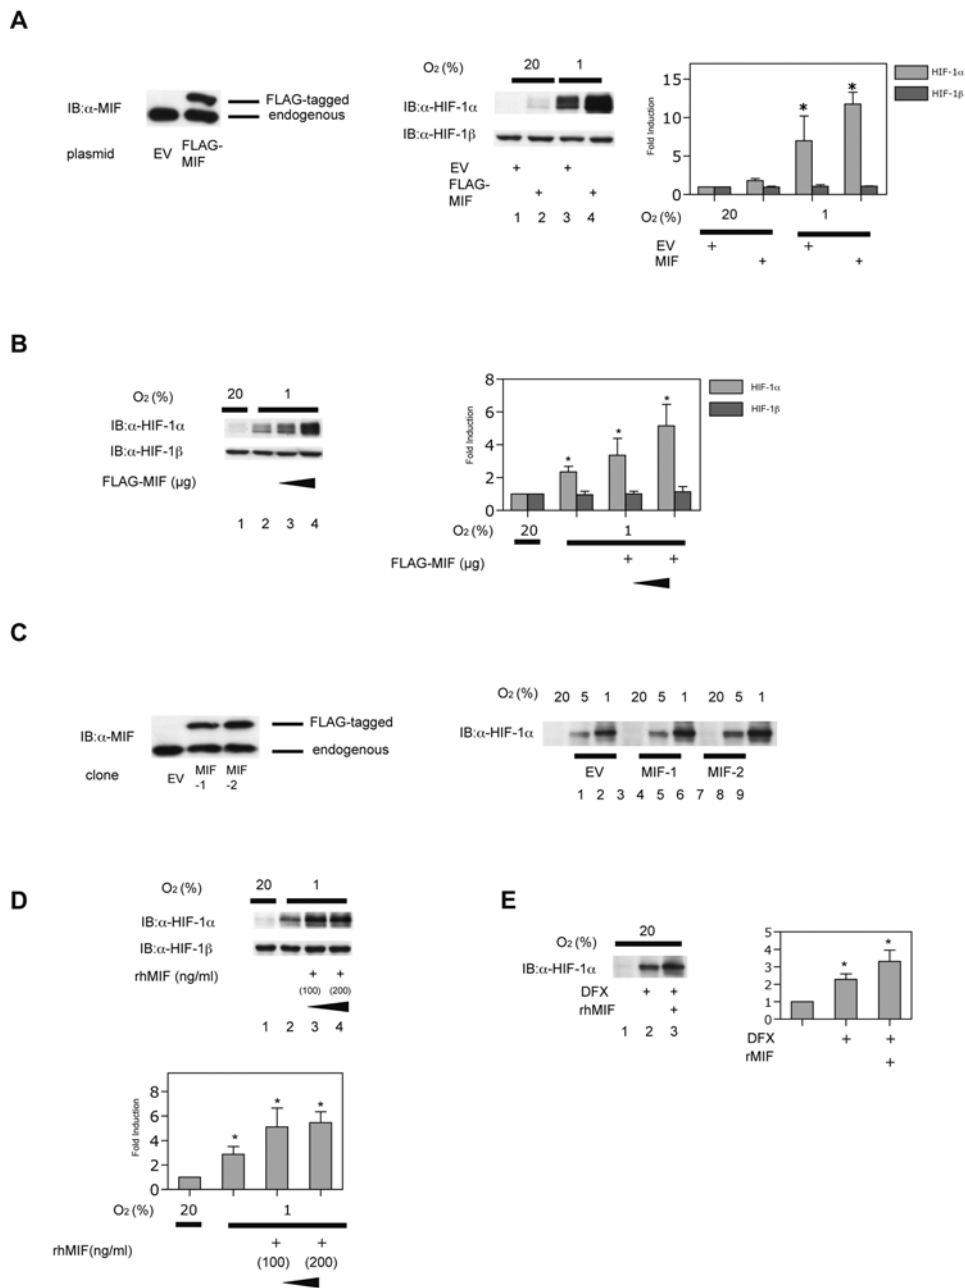 A
O2 (%)
20 1
IB:α-MIF
FLAG-tagged
endogenous
plasmid
EV
FLAG-
MIF
IB:α-HIF-1α
IB:α-HIF-1β
EV + +
FLAG-
MIF + +
1 2 3 4
Fold Induction
15
10
5
0
HIF-1α
HIF-1β
* *
O2 (%)
20 1
EV + +
MIF + +
B
O2 (%)
20 1
IB:α-HIF-1α
IB:α-HIF-1β
FLAG-MIF (µg)
1 2 3 4
Fold Induction
8
6
4
2
0
HIF-1α
HIF-1β
* * *
O2 (%)
20 1
FLAG-MIF (µg) + +
C
IB:α-MIF
FLAG-tagged
endogenous
clone
EV
MIF
-1
MIF
-2
O2 (%) 20 5 1 20 5 1 20 5 1
IB:α-HIF-1α
EV MIF-1 MIF-2
1 2 3 4 5 6 7 8 9
D
O2 (%)
20 1
IB:α-HIF-1α
IB:α-HIF-1β
rhMIF (ng/ml) + +
(100) (200)
1 2 3 4
Fold Induction
8
6
4
2
0
* * *
O2 (%)
20 1
rhMIF(ng/ml) + +
(100) (200)
E
20
O2 (%)
IB:α-HIF-1α
DFX + +
rhMIF +
1 2 3
5
4
3
2
1
0
* *
DFX + +
rMIF +